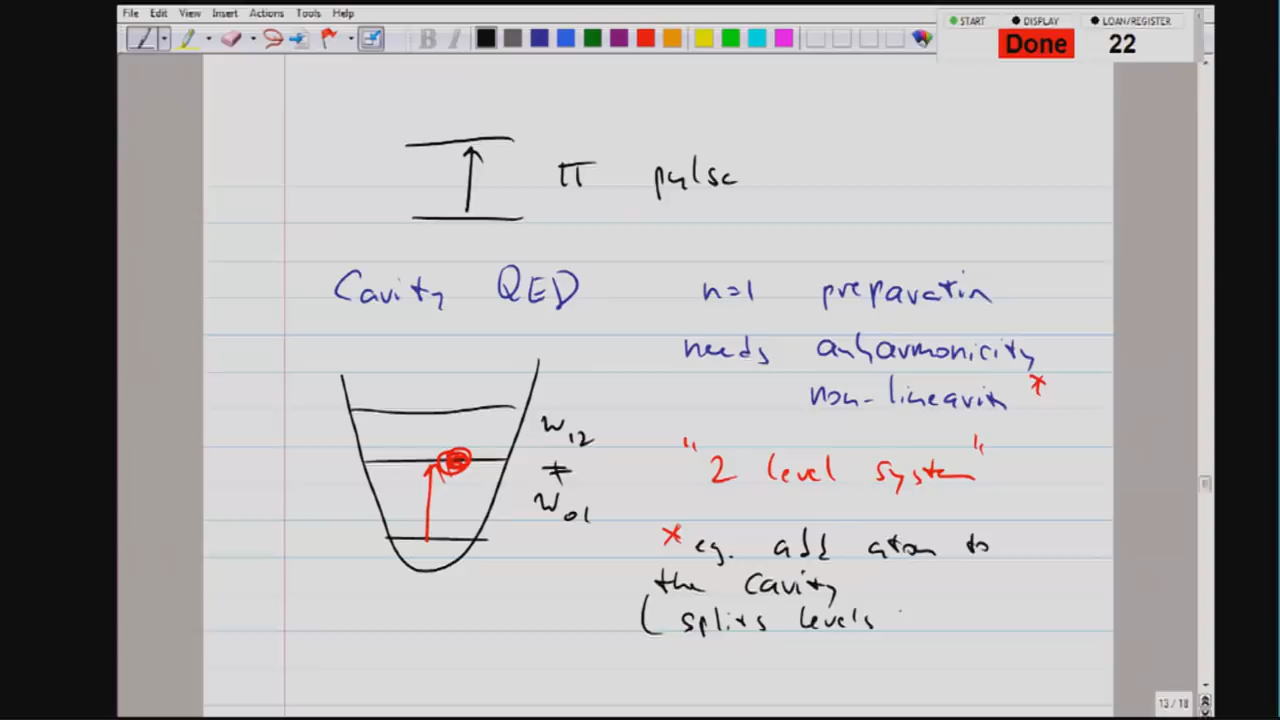 File Edit View Insert Actions Tools Help
START DISPLAY LOAN/REGISTER
Done 22
B I
π pulse
Cavity QED n=1 preparatin
needs anharmonicity
non-linearity *
ω12
≠
ω01
" 2 level system "
* eg. add atom to
the cavity
( splits levels
13 / 18